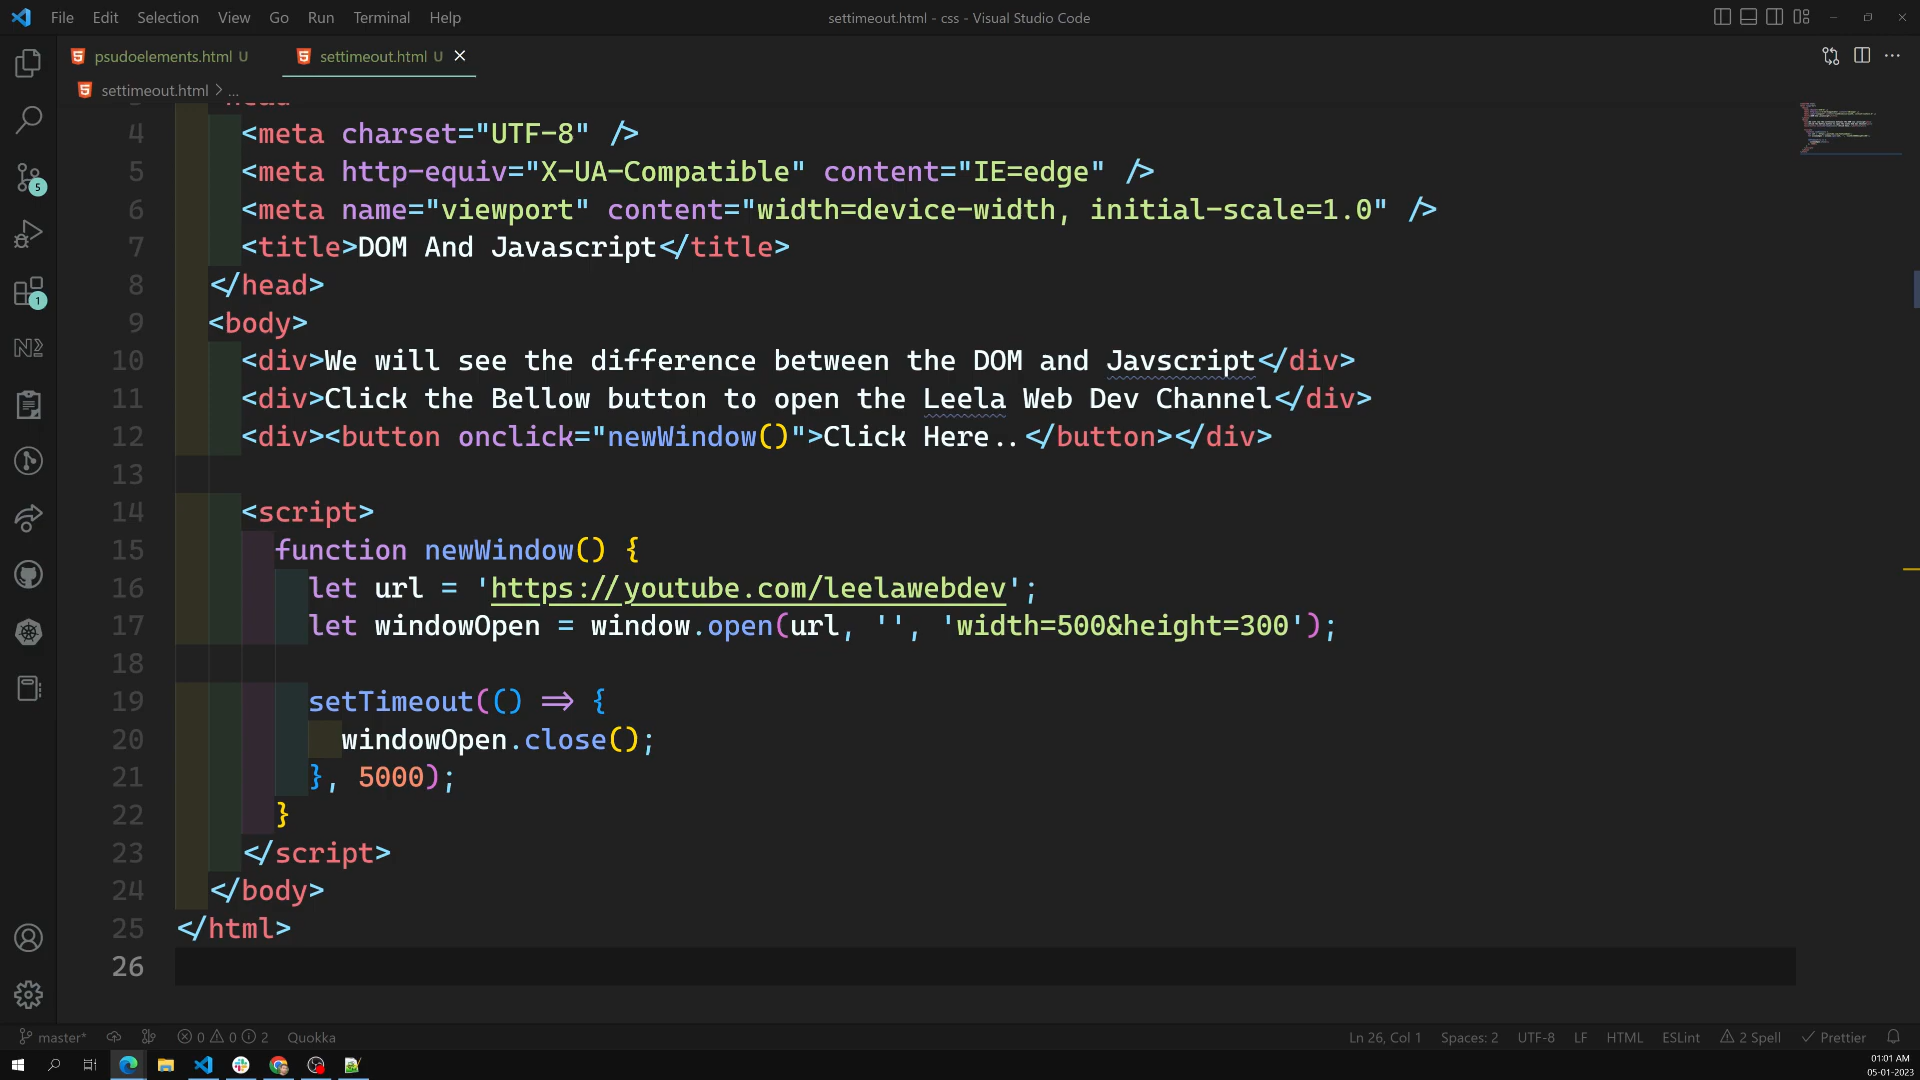 File Edit Selection View Go Run Terminal Help
settimeout.html - css - Visual Studio Code
psudoelements.html U
settimeout.html U
settimeout.html > ...
4 <meta charset="UTF-8" />
5 <meta http-equiv="X-UA-Compatible" content="IE=edge" />
6 <meta name="viewport" content="width=device-width, initial-scale=1.0" />
7 <title>DOM And Javascript</title>
8 </head>
9 <body>
10 <div>We will see the difference between the DOM and Javscript</div>
11 <div>Click the Bellow button to open the Leela Web Dev Channel</div>
12 <div><button onclick="newWindow()">Click Here..</button></div>
13
14 <script>
15 function newWindow() {
16 let url = 'https://youtube.com/leelawebdev';
17 let windowOpen = window.open(url, '', 'width=500&height=300');
18
19 setTimeout(() => {
20 windowOpen.close();
21 }, 5000);
22 }
23 </script>
24 </body>
25 </html>
26
5
1
master* 0 0 2 Quokka
Ln 26, Col 1 Spaces: 2 UTF-8 LF HTML ESLint 2 Spell Prettier
01:01 AM
05-01-2023